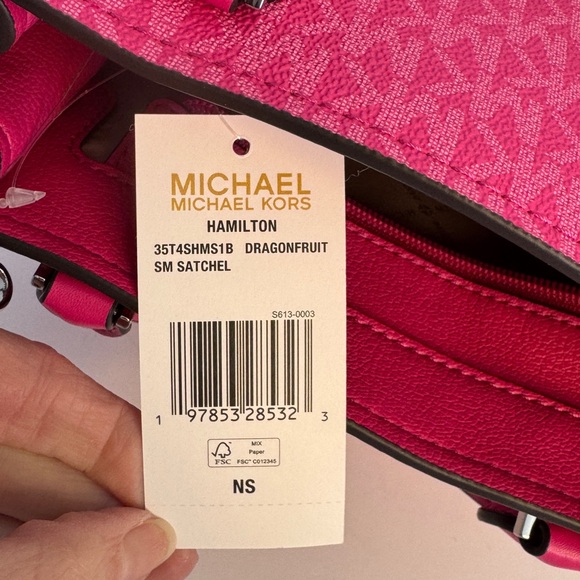 MICHAEL
MICHAEL KORS
HAMILTON
35T4SHMS1B DRAGONFRUIT
SM SATCHEL
S613-0003
1 97853 28532 3
FSC
MIX
Paper
FSC® C012345
NS